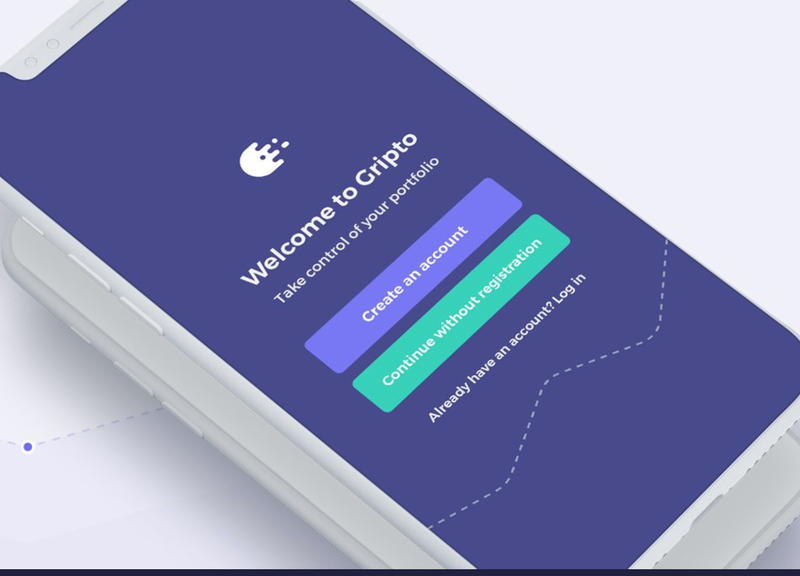 Welcome to Gripto
Take control of your portfolio
Create an account
Continue without registration
Already have an account? Log in